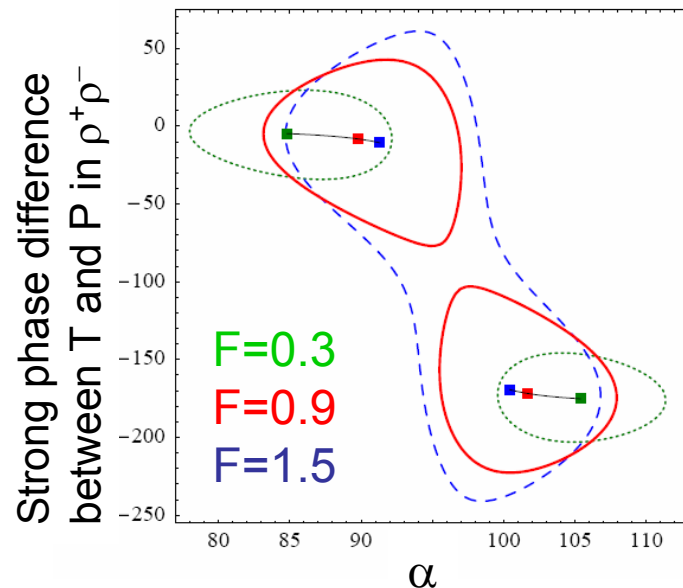 Strong phase difference
between T and P in ρ⁺ρ⁻
50
0
−50
−100
−150
−200
−250
F=0.3
F=0.9
F=1.5
80
85
90
95
100
105
110
α